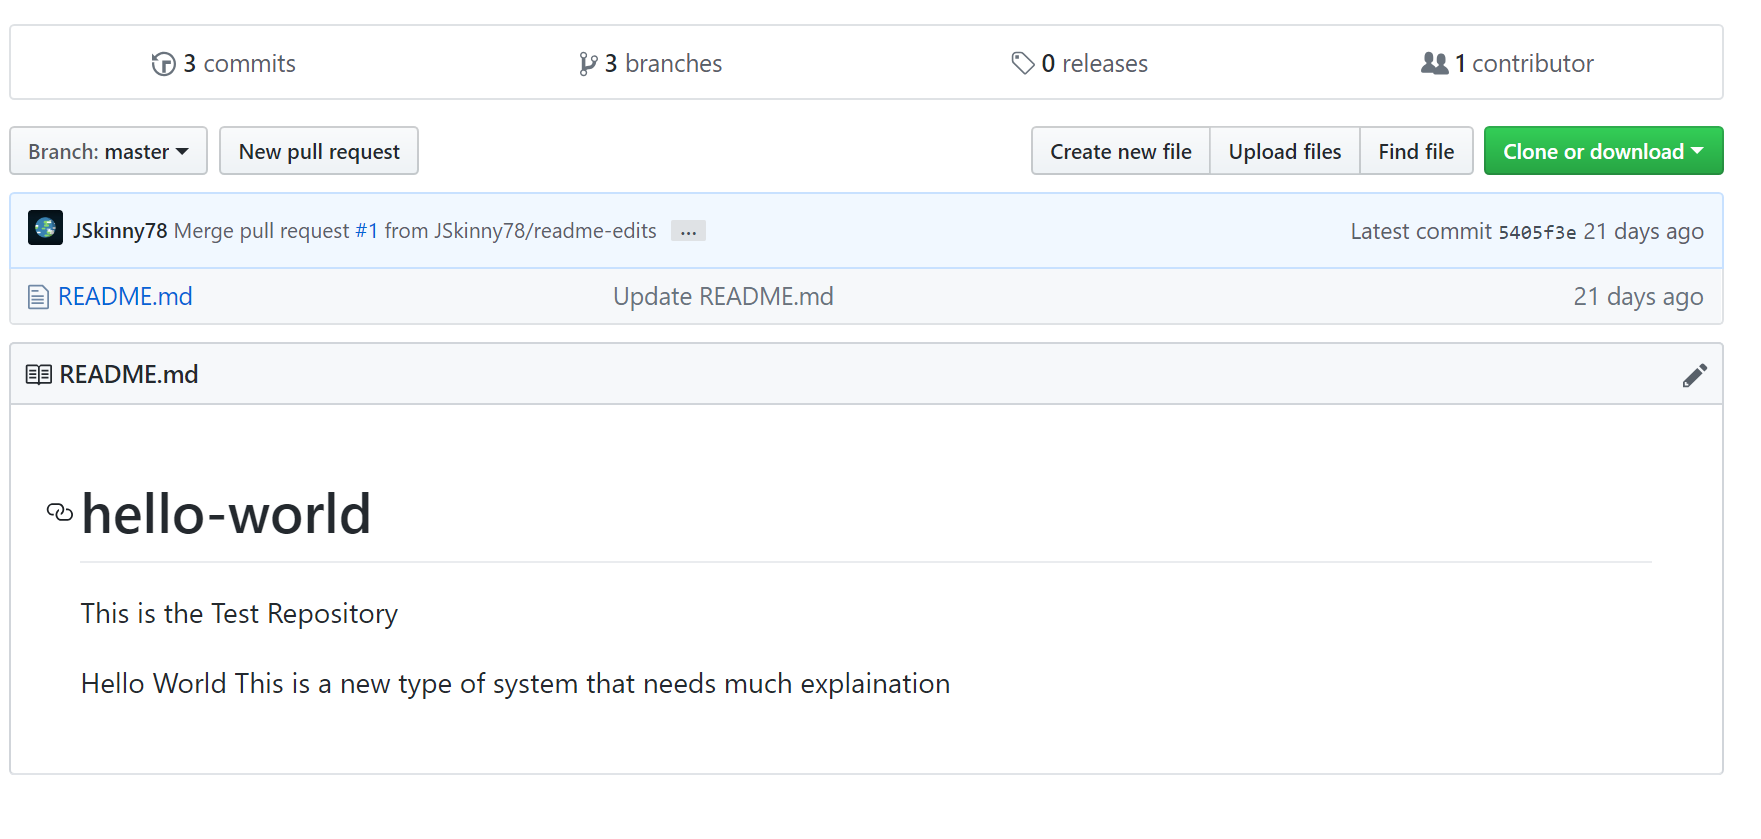 3 commits 3 branches 0 releases 1 contributor
Branch: master New pull request Create new file Upload files Find file Clone or download
JSkinny78 Merge pull request #1 from JSkinny78/readme-edits ... Latest commit 5405f3e 21 days ago
README.md Update README.md 21 days ago
README.md
hello-world
This is the Test Repository
Hello World This is a new type of system that needs much explaination